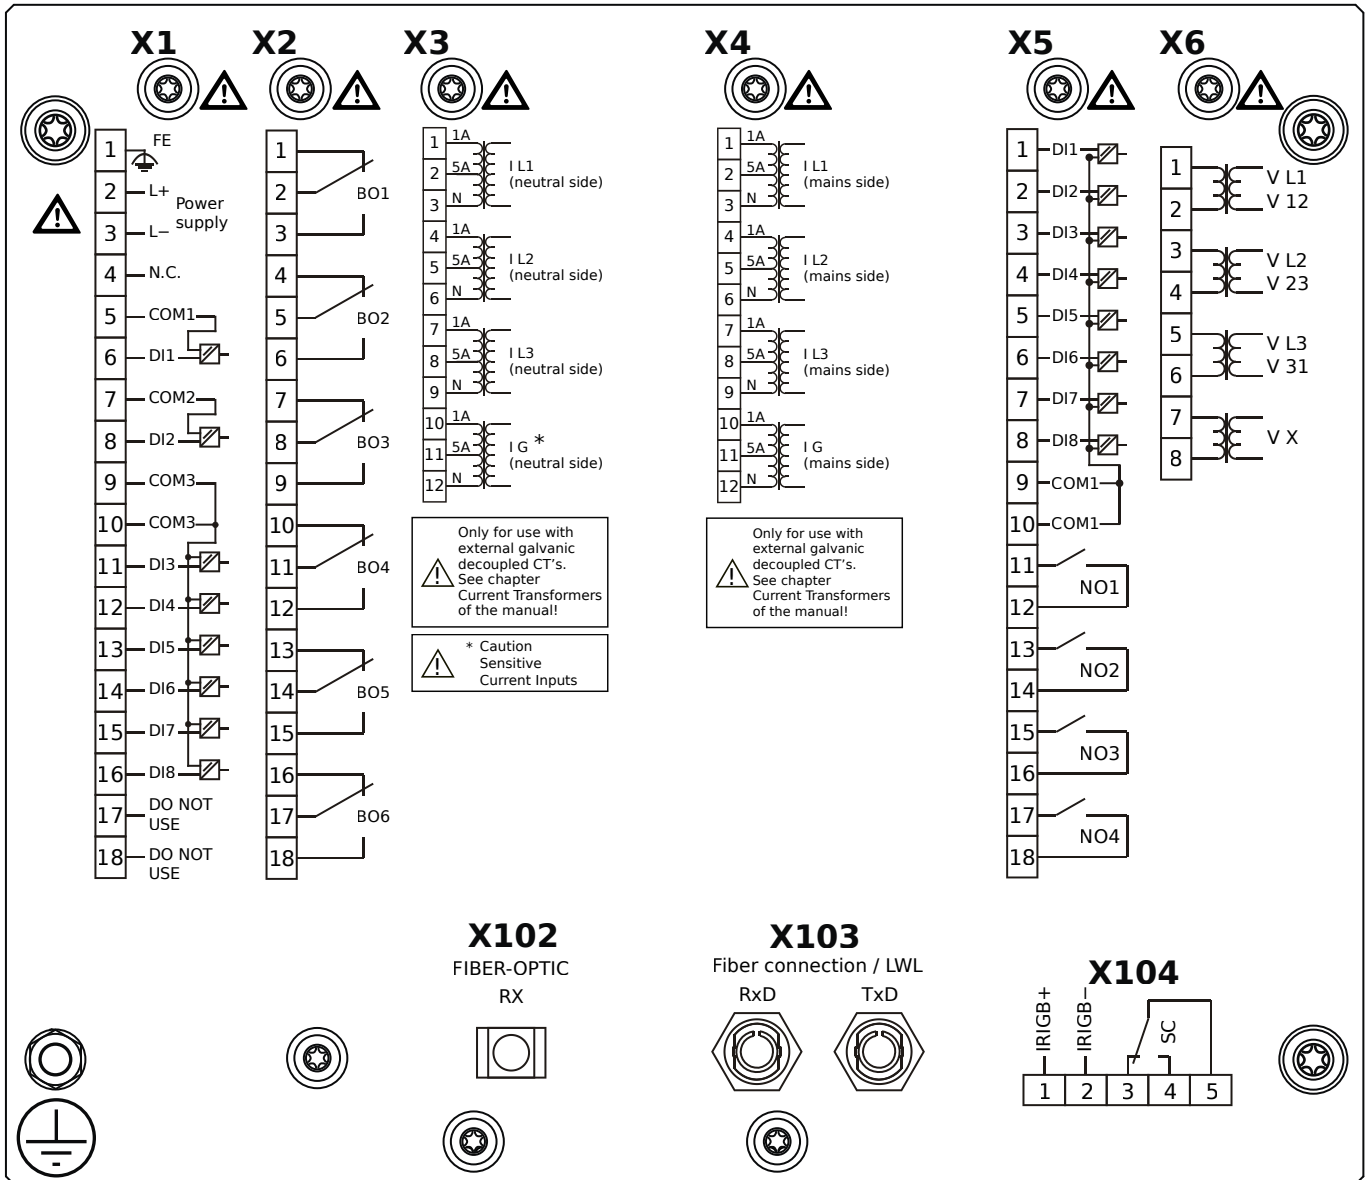 X1
X2
X3
X4
X5
X6
1
FE
2
L+
Power
supply
3
L−
4
N.C.
5
COM1
6
DI1
7
COM2
8
DI2
9
COM3
10
COM3
11
DI3
12
DI4
13
DI5
14
DI6
15
DI7
16
DI8
17
DO NOT
USE
18
DO NOT
USE
1
2
BO1
3
4
5
BO2
6
7
8
BO3
9
10
11
BO4
12
13
14
BO5
15
16
17
BO6
18
1
1A
2
5A
I L1
(neutral side)
3
N
4
1A
5
5A
I L2
(neutral side)
6
N
7
1A
8
5A
I L3
(neutral side)
9
N
10
1A
11
5A
I G *
(neutral side)
12
N
Only for use with
external galvanic
decoupled CT's.
See chapter
Current Transformers
of the manual!
* Caution
Sensitive
Current Inputs
1
1A
2
5A
I L1
(mains side)
3
N
4
1A
5
5A
I L2
(mains side)
6
N
7
1A
8
5A
I L3
(mains side)
9
N
10
1A
11
5A
I G
(mains side)
12
N
Only for use with
external galvanic
decoupled CT's.
See chapter
Current Transformers
of the manual!
1
DI1
2
DI2
3
DI3
4
DI4
5
DI5
6
DI6
7
DI7
8
DI8
9
COM1
10
COM1
11
NO1
12
13
NO2
14
15
NO3
16
17
NO4
18
1
V L1
2
V 12
3
V L2
4
V 23
5
V L3
6
V 31
7
V X
8
X102
FIBER-OPTIC
RX
X103
Fiber connection / LWL
RxD
TxD
X104
IRIGB+
IRIGB−
SC
1
2
3
4
5